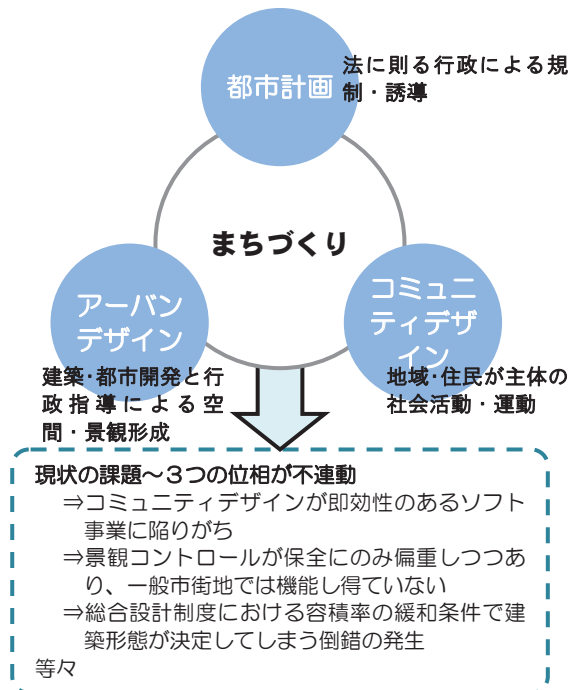 都市計画
法に則る行政による規
制・誘導
まちづくり
アーバン
デザイン
建築･都市開発と行
政指導による空
間・景観形成
コミュニ
ティデザ
イン
地域･住民が主体の
社会活動・運動
現状の課題～３つの位相が不連動
⇒コミュニティデザインが即効性のあるソフト
事業に陥りがち
⇒景観コントロールが保全にのみ偏重しつつあ
り、一般市街地では機能し得ていない
⇒総合設計制度における容積率の緩和条件で建
築形態が決定してしまう倒錯の発生
等々